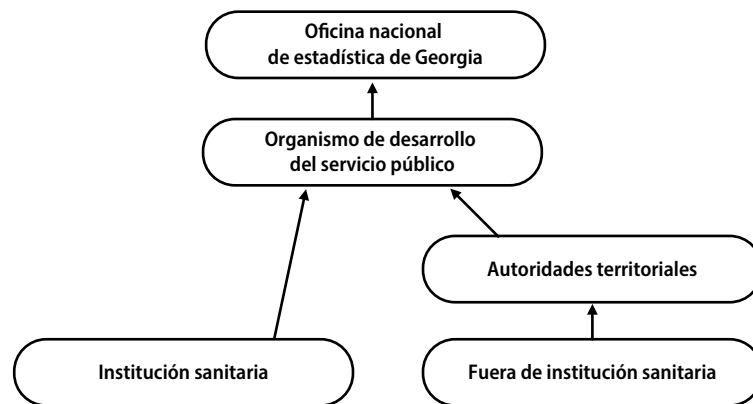 Oficina nacional
de estadística de Georgia
Organismo de desarrollo
del servicio público
Autoridades territoriales
Institución sanitaria
Fuera de institución sanitaria